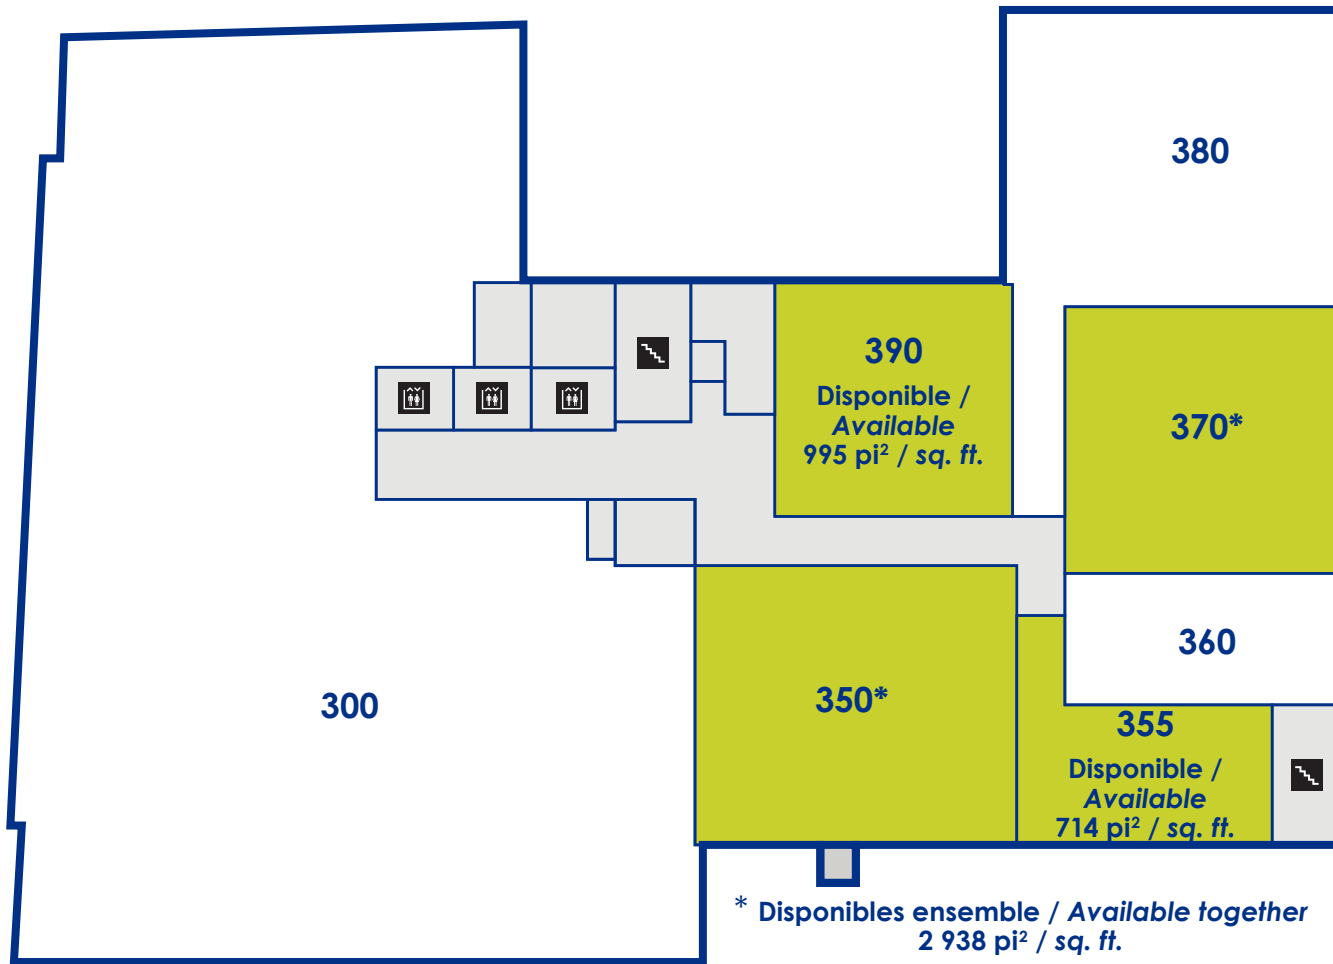 380
390
Disponible /
Available
995 pi² / sq. ft.
370*
360
350*
300
355
Disponible /
Available
714 pi² / sq. ft.
* Disponibles ensemble / Available together
2 938 pi² / sq. ft.